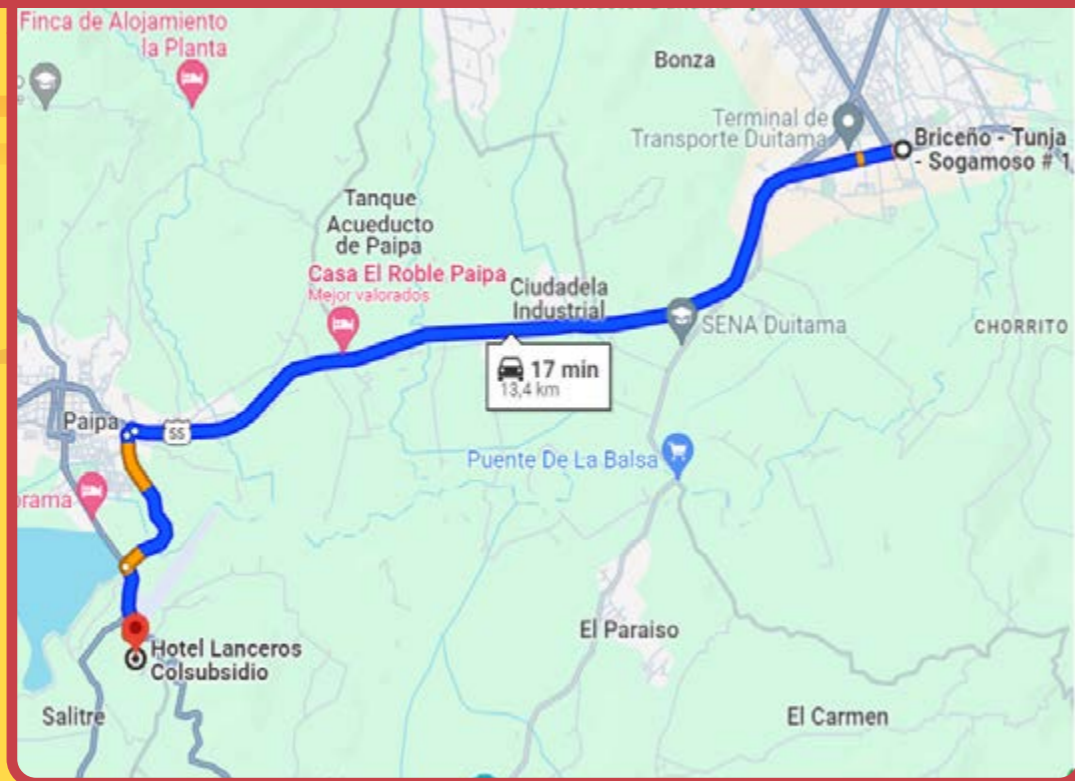 Finca de Alojamiento
la Planta
Bonza
Terminal de
Transporte Duitama
Briceño - Tunja
- Sogamoso # 1
Tanque
Acueducto
de Paipa
Casa El Roble Paipa
Mejor valorados
Ciudadela
Industrial
SENA Duitama
CHORRITO
17 min
13,4 km
Paipa
55
Puente De La Balsa
orama
El Paraiso
Hotel Lanceros
Colsubsidio
Salitre
El Carmen